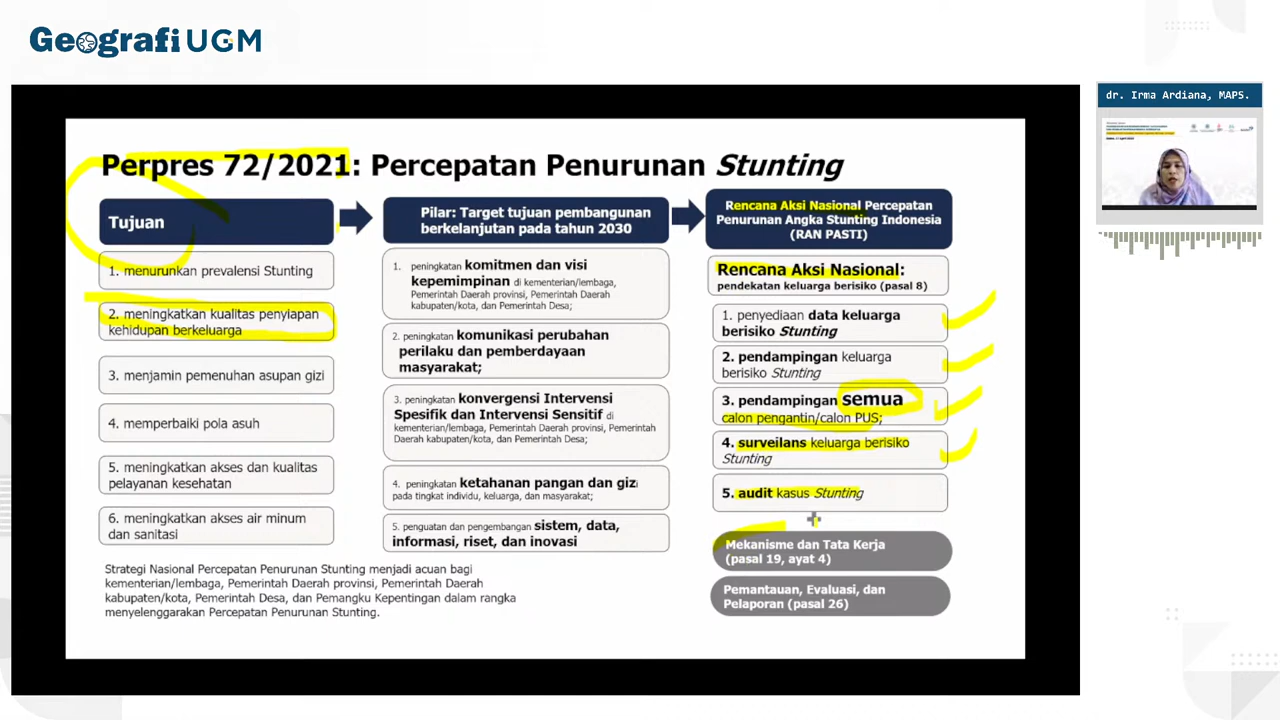 Geografi UGM
dr. Irma Ardiana, MAPS.
Perpres 72/2021: Percepatan Penurunan Stunting
Tujuan
1. menurunkan prevalensi Stunting
2. meningkatkan kualitas penyiapan
kehidupan berkeluarga
3. menjamin pemenuhan asupan gizi
4. memperbaiki pola asuh
5. meningkatkan akses dan kualitas
pelayanan kesehatan
6. meningkatkan akses air minum
dan sanitasi
Pilar: Target tujuan pembangunan
berkelanjutan pada tahun 2030
1. peningkatan komitmen dan visi
kepemimpinan di kementerian/lembaga,
Pemerintah Daerah provinsi, Pemerintah Daerah
kabupaten/kota, dan Pemerintah Desa;
2. peningkatan komunikasi perubahan
perilaku dan pemberdayaan
masyarakat;
3. peningkatan konvergensi Intervensi
Spesifik dan Intervensi Sensitif di
kementerian/lembaga, Pemerintah Daerah provinsi, Pemerintah
Daerah kabupaten/kota, dan Pemerintah Desa;
4. peningkatan ketahanan pangan dan gizi
pada tingkat individu, keluarga, dan masyarakat;
5. penguatan dan pengembangan sistem, data,
informasi, riset, dan inovasi
Rencana Aksi Nasional Percepatan
Penurunan Angka Stunting Indonesia
(RAN PASTI)
Rencana Aksi Nasional:
pendekatan keluarga berisiko (pasal 8)
1. penyediaan data keluarga
berisiko Stunting
2. pendampingan keluarga
berisiko Stunting
3. pendampingan semua
calon pengantin/calon PUS;
4. surveilans keluarga berisiko
Stunting
5. audit kasus Stunting
Mekanisme dan Tata Kerja
(pasal 19, ayat 4)
Pemantauan, Evaluasi, dan
Pelaporan (pasal 26)
Strategi Nasional Percepatan Penurunan Stunting menjadi acuan bagi
kementerian/lembaga, Pemerintah Daerah provinsi, Pemerintah Daerah
kabupaten/kota, Pemerintah Desa, dan Pemangku Kepentingan dalam rangka
menyelenggarakan Percepatan Penurunan Stunting.